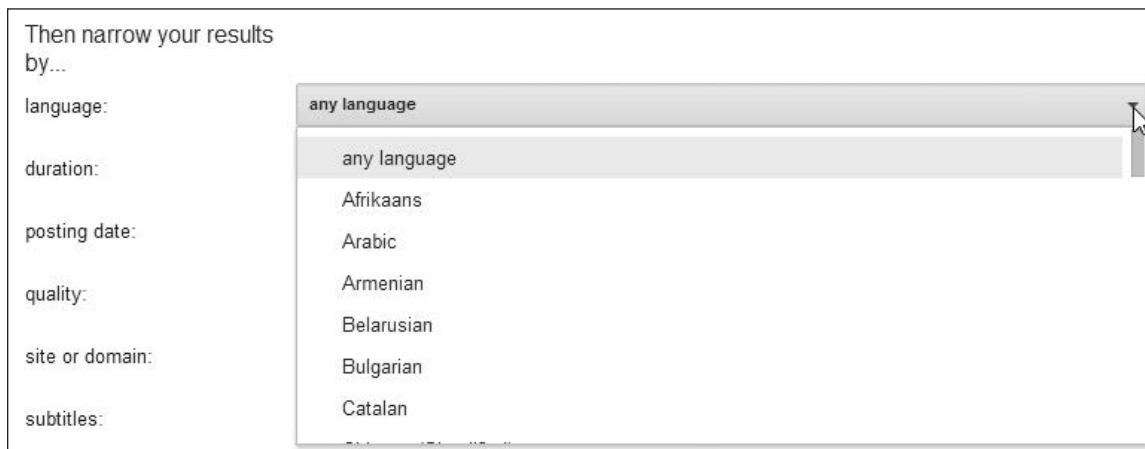 Then narrow your results
by...
language:
any language
any language
duration:
Afrikaans
posting date:
Arabic
Armenian
quality:
Belarusian
site or domain:
Bulgarian
subtitles:
Catalan